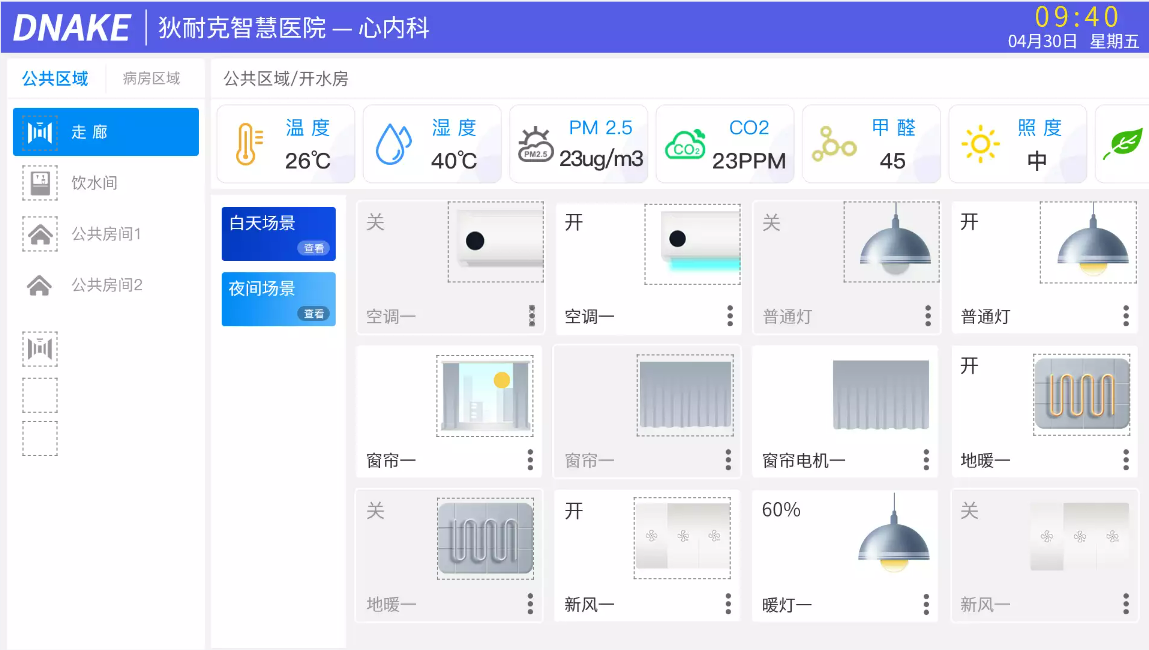 DNAKE 狄耐克智慧医院 — 心内科
09:40
04月30日 星期五
公共区域 病房区域
公共区域/开水房
走廊
饮水间
公共房间1
公共房间2
温度
26℃
湿度
40℃
PM 2.5
PM2.5
23ug/m3
CO2
CO2
23PPM
甲醛
45
照度
中
白天场景
查看
夜间场景
查看
关
空调一
开
空调一
关
普通灯
开
普通灯
窗帘一
窗帘一
窗帘电机一
开
地暖一
关
地暖一
开
新风一
60%
暖灯一
关
新风一